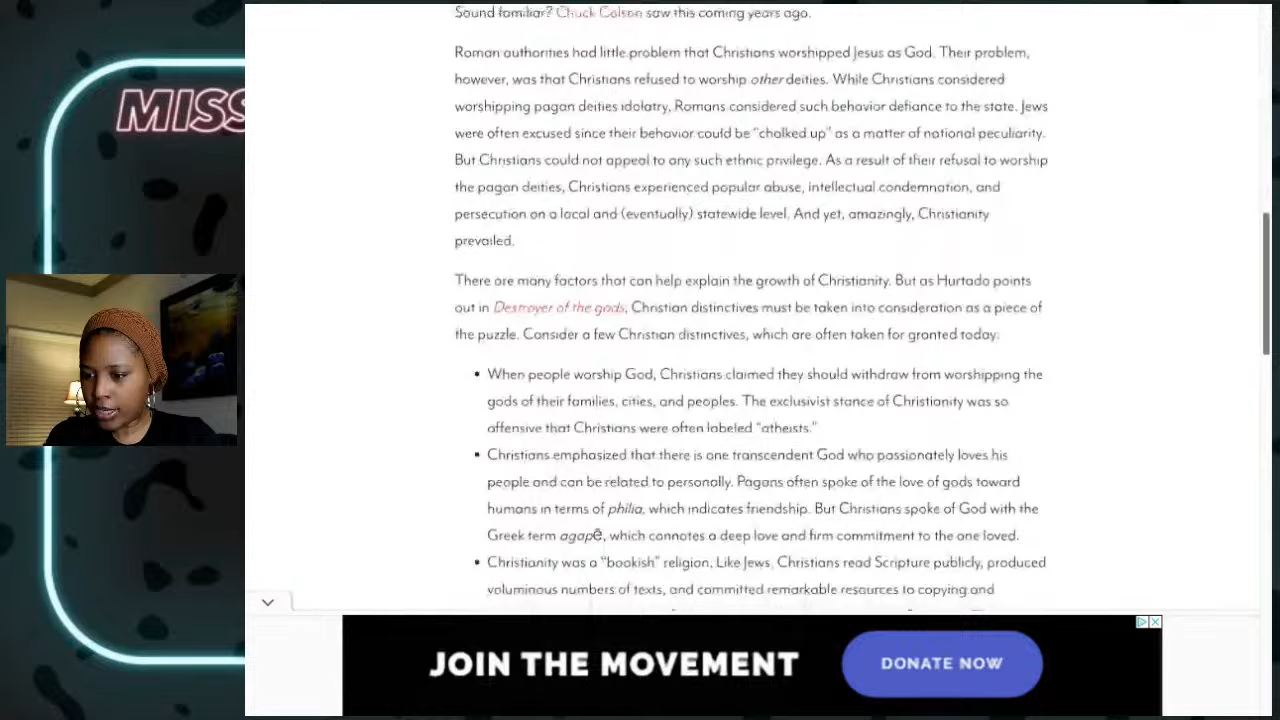 Sound familiar? Chuck Colson saw this coming years ago.
MISS
Roman authorities had little problem that Christians worshipped Jesus as God. Their problem,
however, was that Christians refused to worship other deities. While Christians considered
worshipping pagan deities idolatry, Romans considered such behavior defiance to the state. Jews
were often excused since their behavior could be "chalked up" as a matter of national peculiarity.
But Christians could not appeal to any such ethnic privilege. As a result of their refusal to worship
the pagan deities, Christians experienced popular abuse, intellectual condemnation, and
persecution on a local and (eventually) statewide level. And yet, amazingly, Christianity
prevailed.
There are many factors that can help explain the growth of Christianity. But as Hurtado points
out in Destroyer of the gods, Christian distinctives must be taken into consideration as a piece of
the puzzle. Consider a few Christian distinctives, which are often taken for granted today:
• When people worship God, Christians claimed they should withdraw from worshipping the
gods of their families, cities, and peoples. The exclusivist stance of Christianity was so
offensive that Christians were often labeled "atheists."
• Christians emphasized that there is one transcendent God who passionately loves his
people and can be related to personally. Pagans often spoke of the love of gods toward
humans in terms of philia, which indicates friendship. But Christians spoke of God with the
Greek term agapē, which connotes a deep love and firm commitment to the one loved.
• Christianity was a "bookish" religion. Like Jews, Christians read Scripture publicly, produced
voluminous numbers of texts, and committed remarkable resources to copying and
JOIN THE MOVEMENT
DONATE NOW